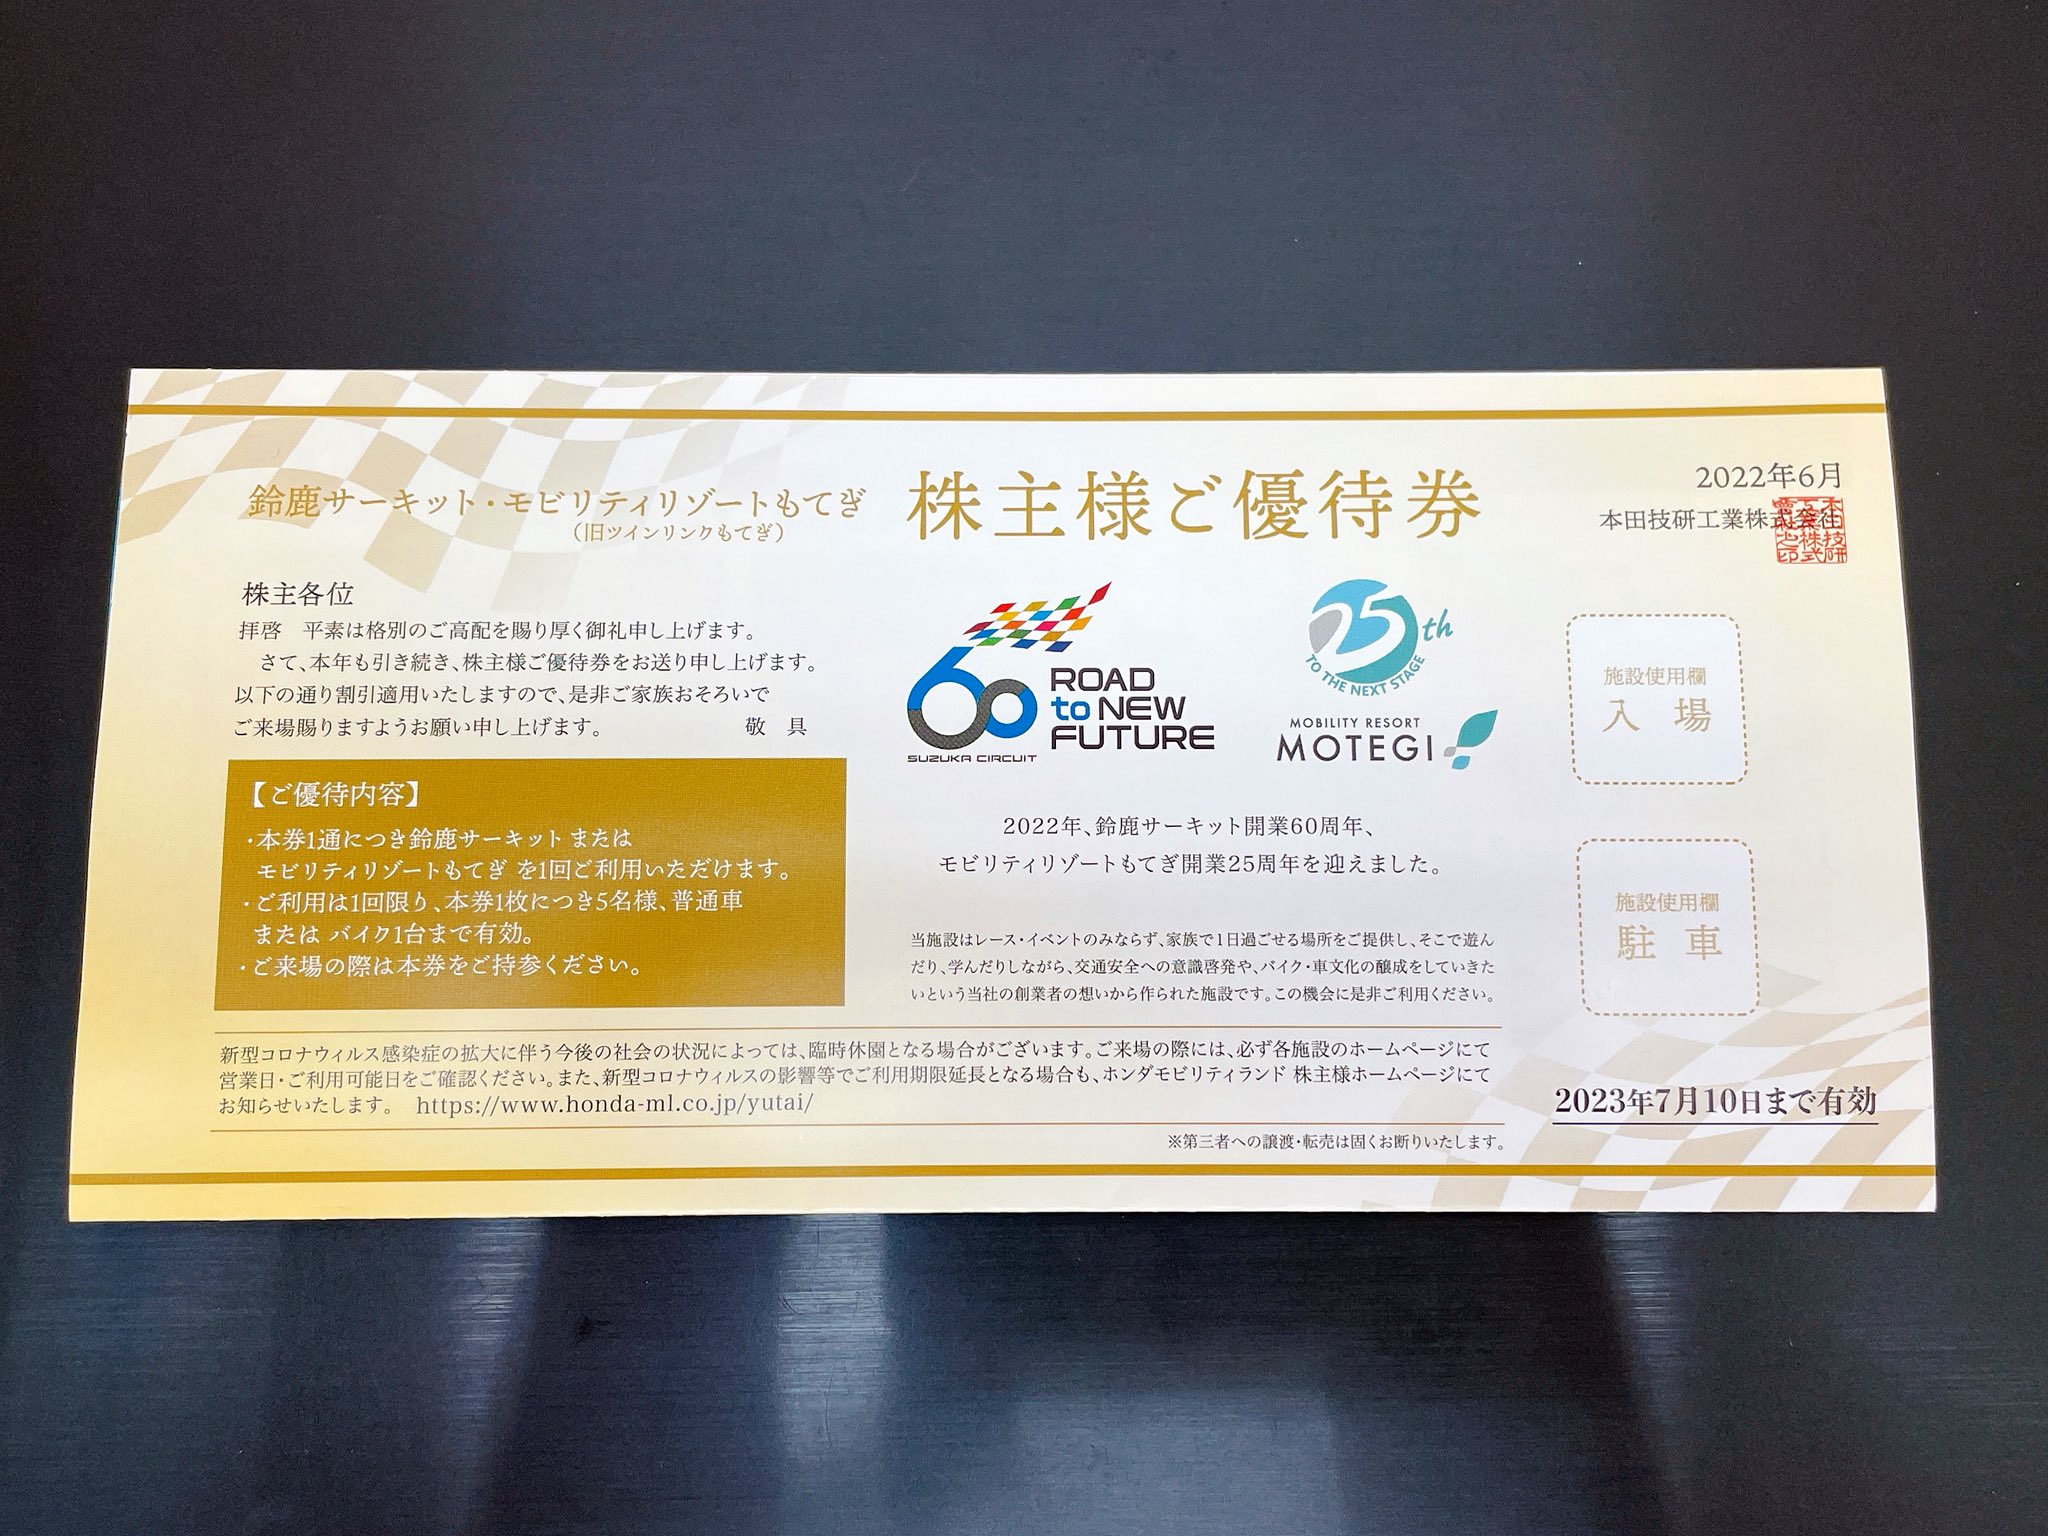 鈴鹿サーキット・モビリティリゾートもてぎ
（旧ツインリンクもてぎ）
株主様ご優待券
2022年6月
本田技研工業株式会社
株主各位
拝啓　平素は格別のご高配を賜り厚く御礼申し上げます。
さて、本年も引き続き、株主様ご優待券をお送り申し上げます。
以下の通り割引適用いたしますので、是非ご家族おそろいで
ご来場賜りますようお願い申し上げます。　敬　具
【ご優待内容】
・本券1通につき鈴鹿サーキット または
モビリティリゾートもてぎ を1回ご利用いただけます。
・ご利用は1回限り、本券1枚につき5名様、普通車
または バイク1台まで有効。
・ご来場の際は本券をご持参ください。
60
SUZUKA CIRCUIT
ROAD
to NEW
FUTURE
25th
TO THE NEXT STAGE
MOBILITY RESORT
MOTEGI
2022年、鈴鹿サーキット開業60周年、
モビリティリゾートもてぎ開業25周年を迎えました。
当施設はレース・イベントのみならず、家族で1日過ごせる場所をご提供し、そこで遊ん
だり、学んだりしながら、交通安全への意識啓発や、バイク・車文化の醸成をしていきた
いという当社の創業者の想いから作られた施設です。この機会に是非ご利用ください。
施設使用欄
入　場
施設使用欄
駐　車
新型コロナウィルス感染症の拡大に伴う今後の社会の状況によっては、臨時休園となる場合がございます。ご来場の際には、必ず各施設のホームページにて
営業日・ご利用可能日をご確認ください。また、新型コロナウィルスの影響等でご利用期限延長となる場合も、ホンダモビリティランド 株主様ホームページにて
お知らせいたします。　https://www.honda-ml.co.jp/yutai/
2023年7月10日まで有効
※第三者への譲渡・転売は固くお断りいたします。